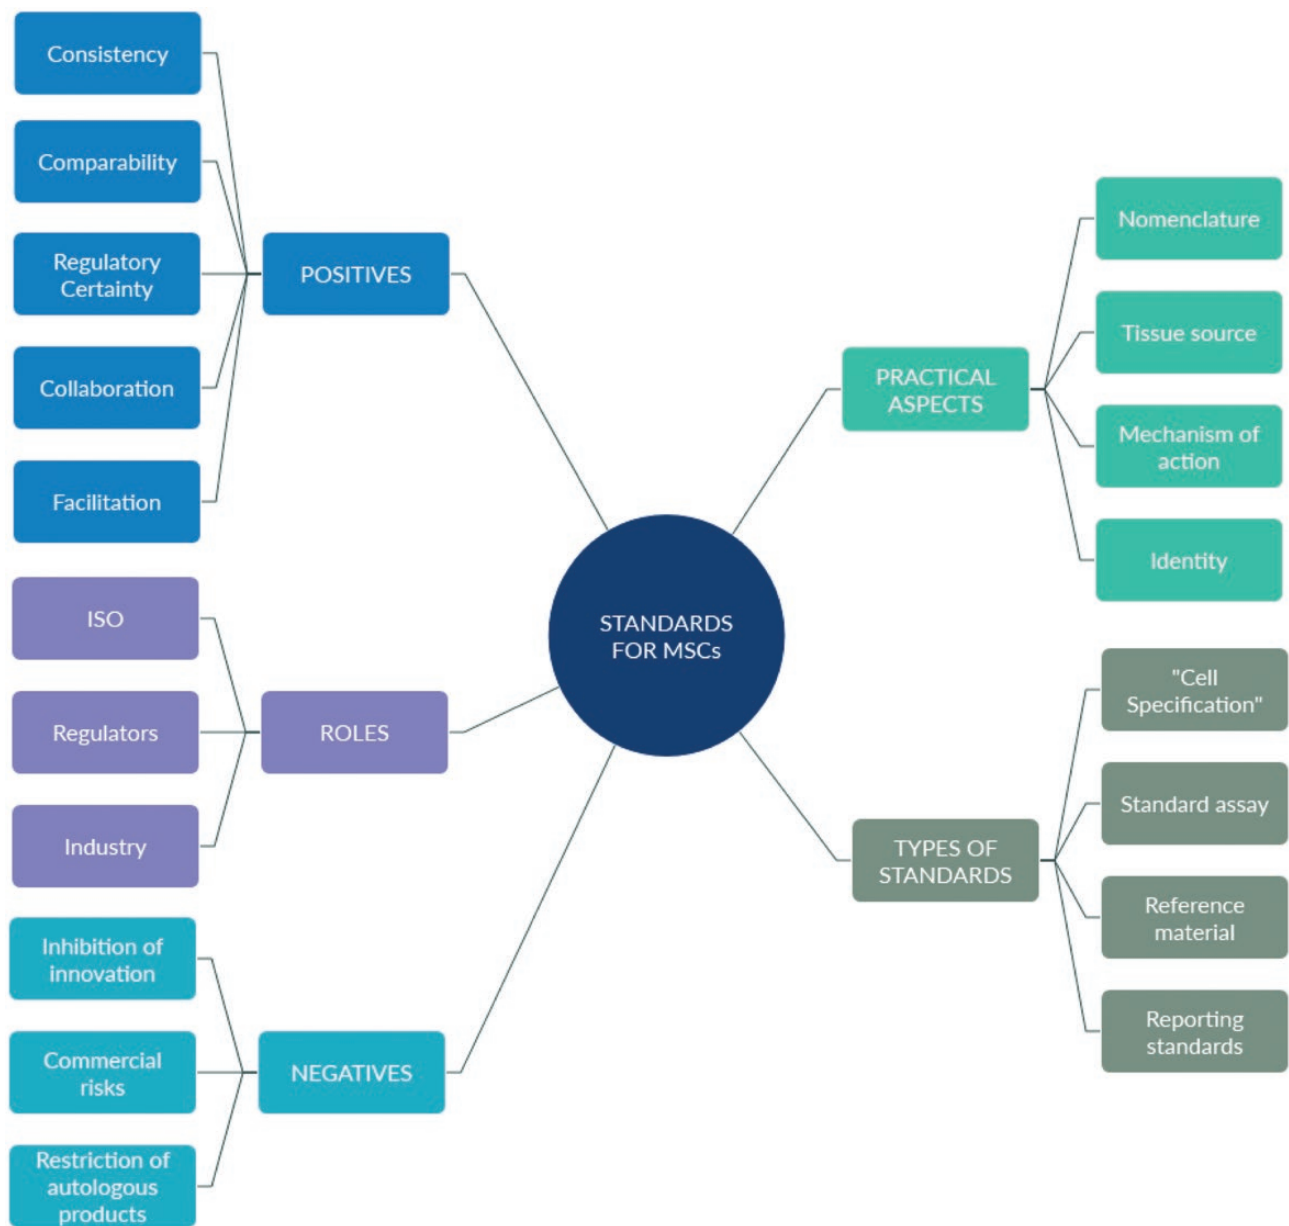 Consistency
Comparability
Regulatory
Certainty
Collaboration
Facilitation
POSITIVES
ISO
Regulators
Industry
ROLES
Inhibition of
innovation
Commercial
risks
Restriction of
autologous
products
NEGATIVES
STANDARDS
FOR MSCs
PRACTICAL
ASPECTS
Nomenclature
Tissue source
Mechanism of
action
Identity
TYPES OF
STANDARDS
"Cell
Specification"
Standard assay
Reference
material
Reporting
standards